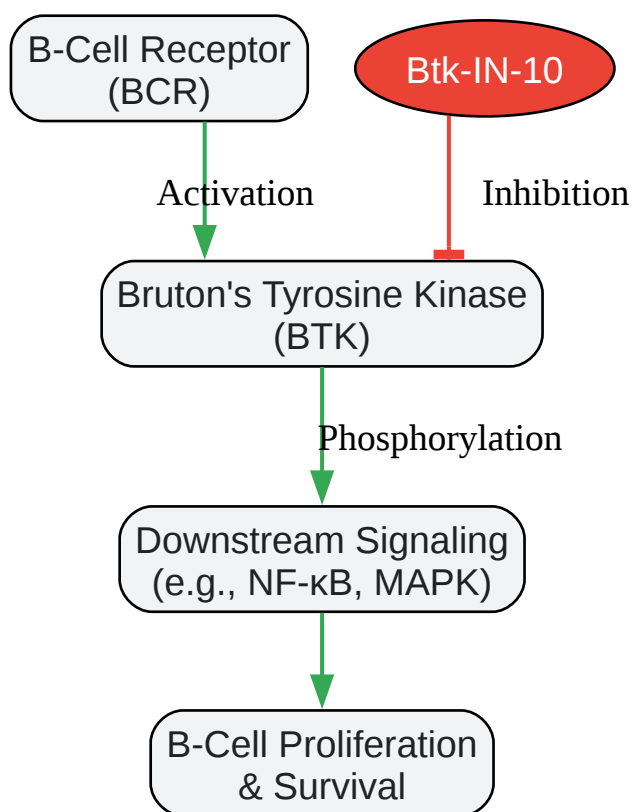 B-Cell Receptor
(BCR)
Btk-IN-10
Activation
Inhibition
Bruton's Tyrosine Kinase
(BTK)
Phosphorylation
Downstream Signaling
(e.g., NF-κB, MAPK)
B-Cell Proliferation
& Survival